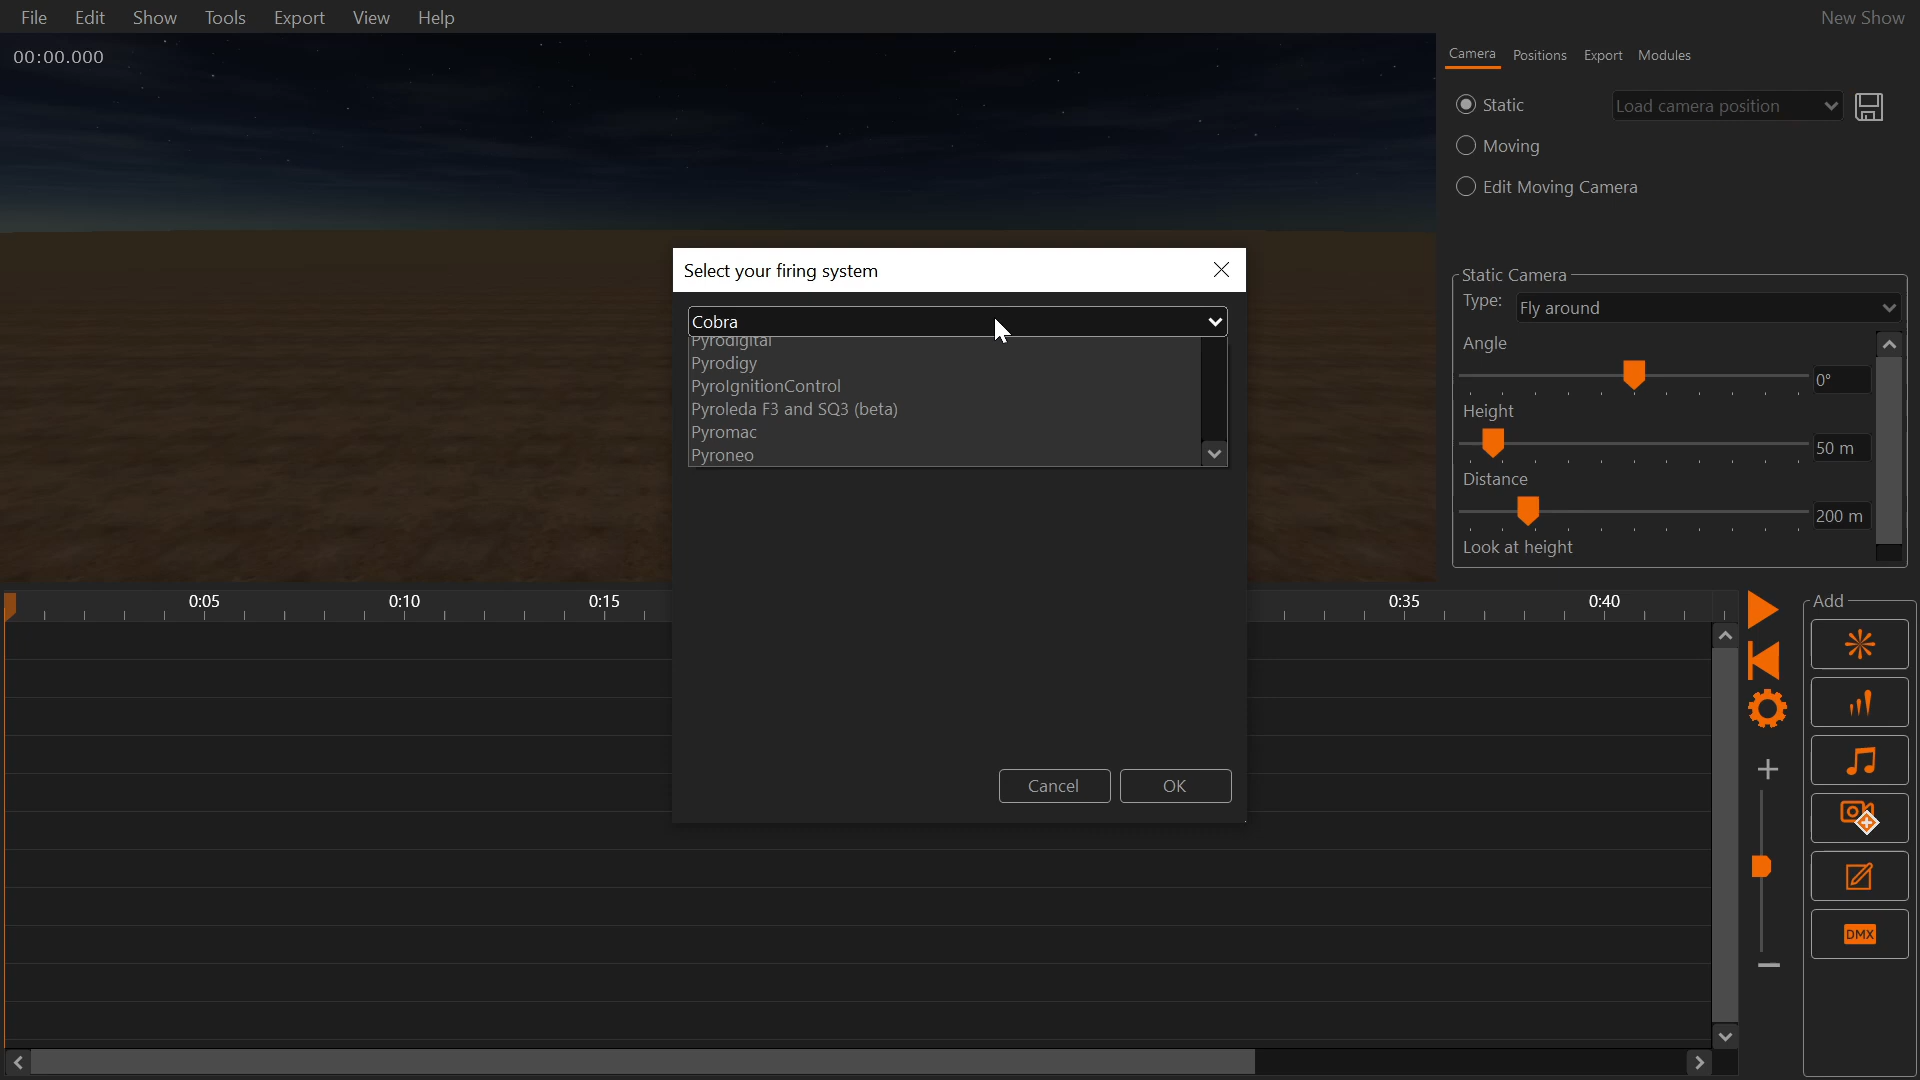 File Edit Show Tools Export View Help New Show
00:00.000
Camera Positions Export Modules
Static
Load camera position
Moving
Edit Moving Camera
Select your firing system
Cobra
Pyrodigital
Pyrodigy
PyroIgnitionControl
Pyroleda F3 and SQ3 (beta)
Pyromac
Pyroneo
Cancel
OK
Static Camera
Type: Fly around
Angle
0°
Height
50 m
Distance
200 m
Look at height
0:05 0:10 0:15 0:35 0:40
Add
DMX